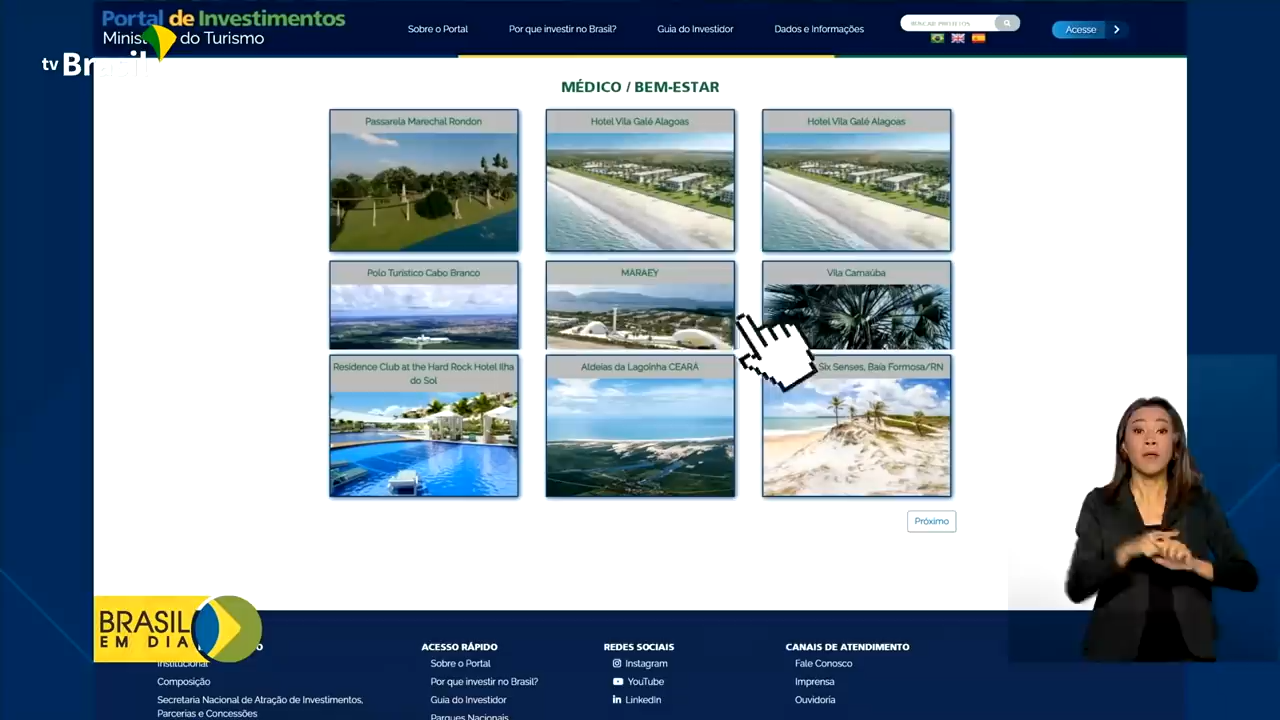 Portal de Investimentos
Minis do Turismo
Sobre o Portal
Por que investir no Brasil?
Guia do Investidor
Dados e Informações
BUSCAR PROJETOS
Acesse
tv Brasil
MÉDICO / BEM-ESTAR
Passarela Marechal Rondon
Hotel Vila Galé Alagoas
Hotel Vila Galé Alagoas
Polo Turístico Cabo Branco
MARAEY
Vila Camaúba
Residence Club at the Hard Rock Hotel Ilha
do Sol
Aldeias da Lagoinha CEARÁ
Six Senses, Baía Formosa/RN
Próximo
BRASIL
EM DIA
Institucional
Composição
Secretaria Nacional de Atração de Investimentos,
Parcerias e Concessões
ACESSO RÁPIDO
Sobre o Portal
Por que investir no Brasil?
Guia do Investidor
Parques Nacionais
REDES SOCIAIS
Instagram
YouTube
LinkedIn
CANAIS DE ATENDIMENTO
Fale Conosco
Imprensa
Ouvidoria